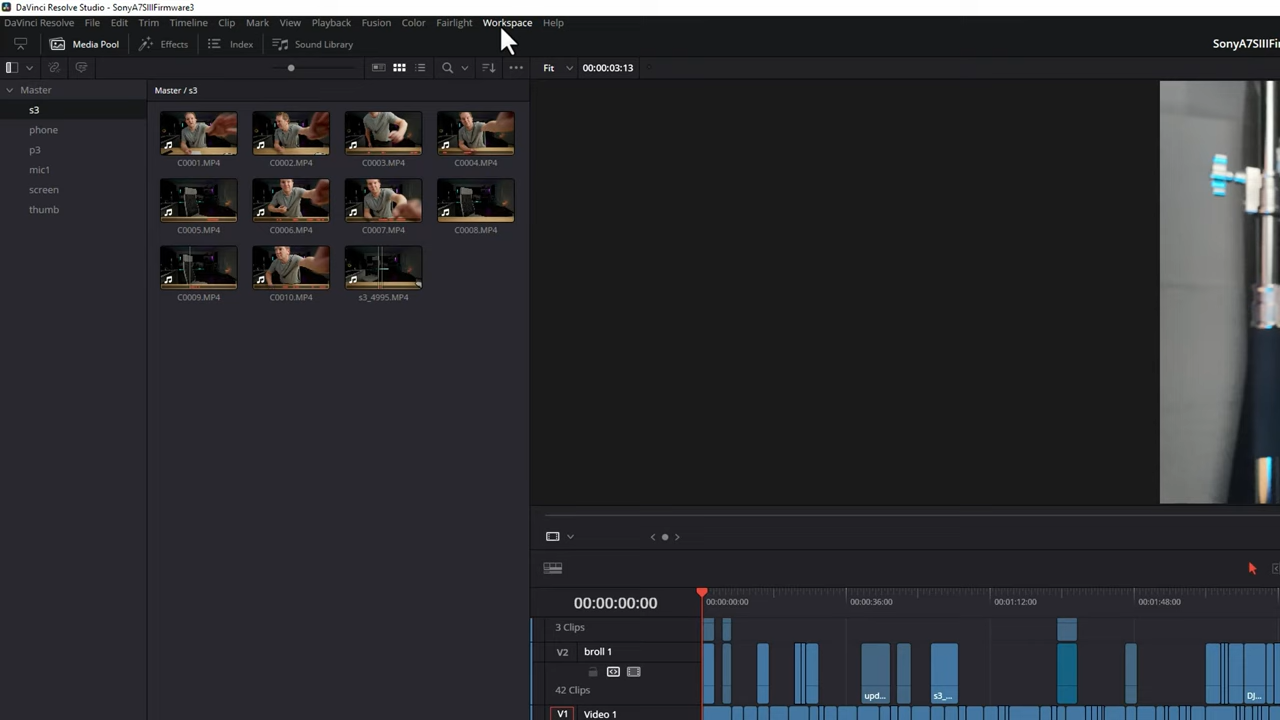 DaVinci Resolve Studio - SonyA7SIIIFirmware3
DaVinci Resolve File Edit Trim Timeline Clip Mark View Playback Fusion Color Fairlight Workspace Help
Media Pool Effects Index Sound Library SonyA7SIIIFi
Fit 00:00:03:13
Master
Master / s3
s3
phone
p3
mic1
screen
thumb
C0001.MP4 C0002.MP4 C0003.MP4 C0004.MP4
C0005.MP4 C0006.MP4 C0007.MP4 C0008.MP4
C0009.MP4 C0010.MP4 s3_4995.MP4
00:00:00:00
00:00:00:00 00:00:36:00 00:01:12:00 00:01:48:00
3 Clips
V2 broll 1
42 Clips
upd... s3_... DJ...
V1 Video 1